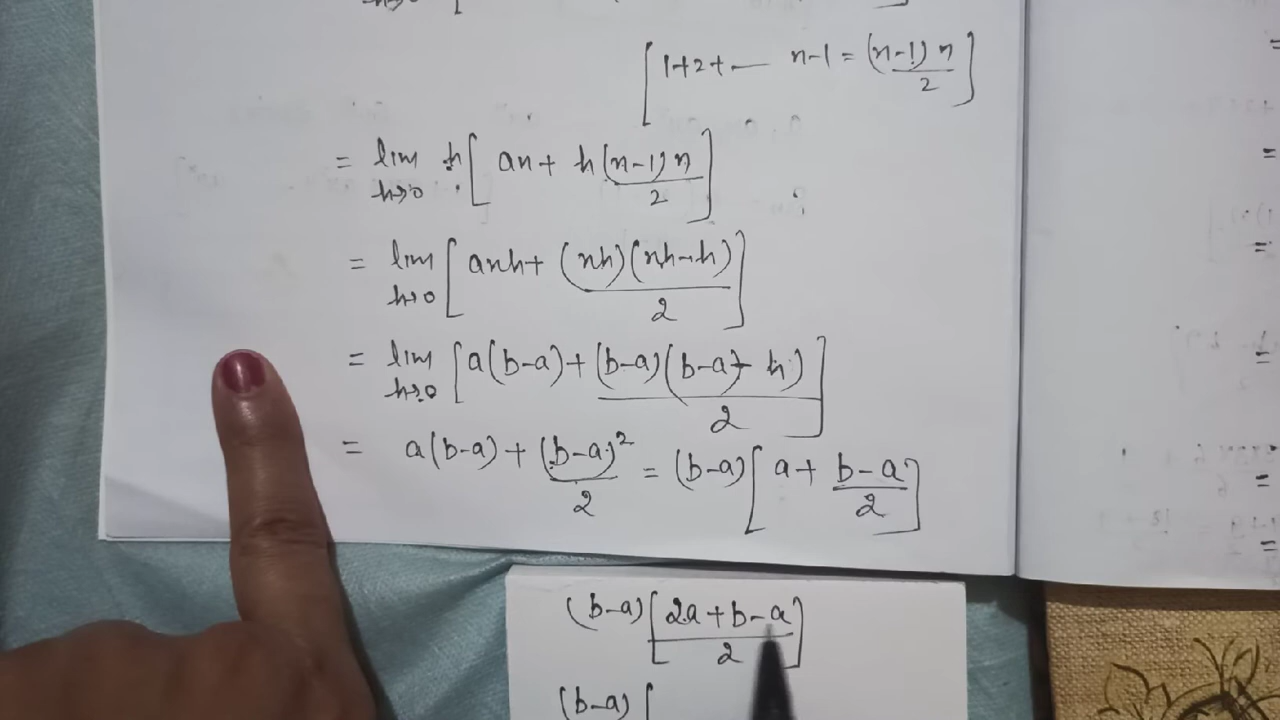 [1+2+— n-1 = (n-1) n / 2]
= lim h→0 h [an + h (n-1) n / 2]
= lim h→0 [anh + (nh)(nh-h) / 2]
= lim h→0 [a(b-a) + (b-a)(b-a - h) / 2]
= a(b-a) + (b-a)² / 2 = (b-a) [a + b-a / 2]
(b-a) [2a+b-a / 2]
(b-a) [